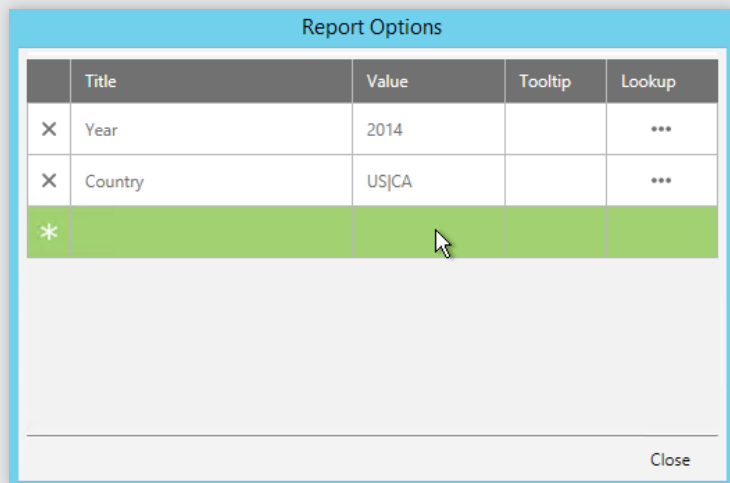 Report Options
Title Value Tooltip Lookup
Year 2014 •••
Country US|CA •••
Close